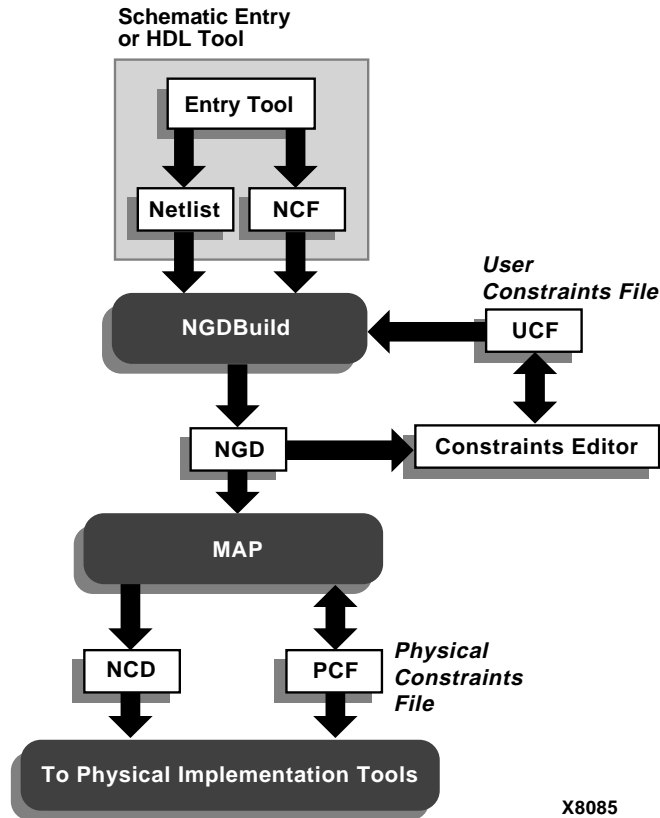 Schematic Entry
or HDL Tool
Entry Tool
Netlist
NCF
User
Constraints File
NGDBuild
UCF
NGD
Constraints Editor
MAP
NCD
PCF
Physical
Constraints
File
To Physical Implementation Tools
X8085